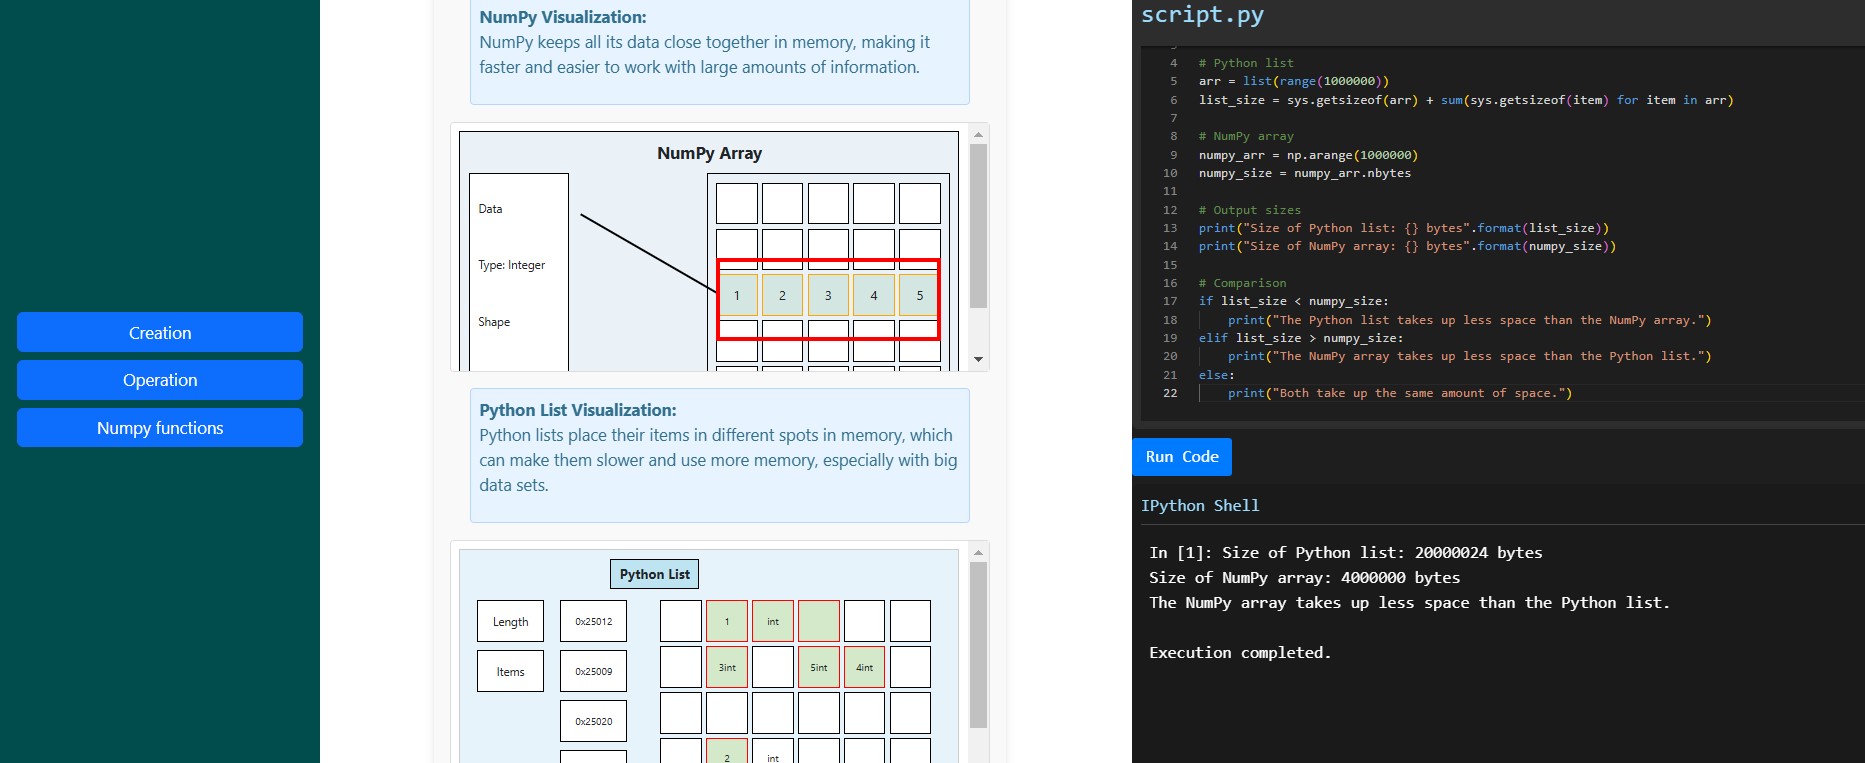 Creation
Operation
Numpy functions
NumPy Visualization:
NumPy keeps all its data close together in memory, making it
faster and easier to work with large amounts of information.
NumPy Array
Data
Type: Integer
Shape
1 2 3 4 5
Python List Visualization:
Python lists place their items in different spots in memory, which
can make them slower and use more memory, especially with big
data sets.
Python List
Length 0x25012 1 int
Items 0x25009 3int 5int 4int
0x25020
2 int
script.py
4 # Python list
5 arr = list(range(1000000))
6 list_size = sys.getsizeof(arr) + sum(sys.getsizeof(item) for item in arr)
7
8 # NumPy array
9 numpy_arr = np.arange(1000000)
10 numpy_size = numpy_arr.nbytes
11
12 # Output sizes
13 print("Size of Python list: {} bytes".format(list_size))
14 print("Size of NumPy array: {} bytes".format(numpy_size))
15
16 # Comparison
17 if list_size < numpy_size:
18 print("The Python list takes up less space than the NumPy array.")
19 elif list_size > numpy_size:
20 print("The NumPy array takes up less space than the Python list.")
21 else:
22 print("Both take up the same amount of space.")
Run Code
IPython Shell
In [1]: Size of Python list: 20000024 bytes
Size of NumPy array: 4000000 bytes
The NumPy array takes up less space than the Python list.
Execution completed.